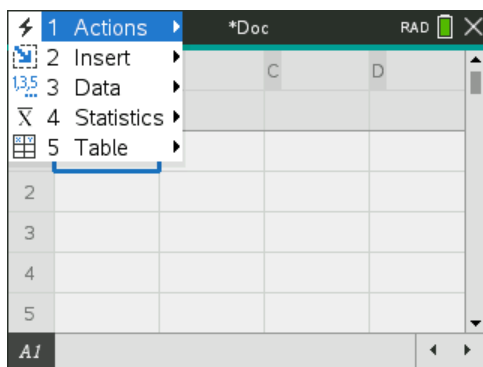 1 Actions *Doc RAD
2 Insert C D
1,3,5 3 Data
X 4 Statistics
X Y 5 Table
2
3
4
5
A1